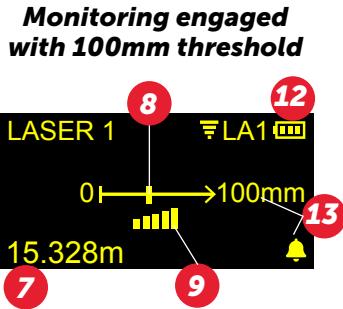 Monitoring engaged
with 100mm threshold
8
12
LASER 1 LA1
0 100mm
13
15.328m
7
9